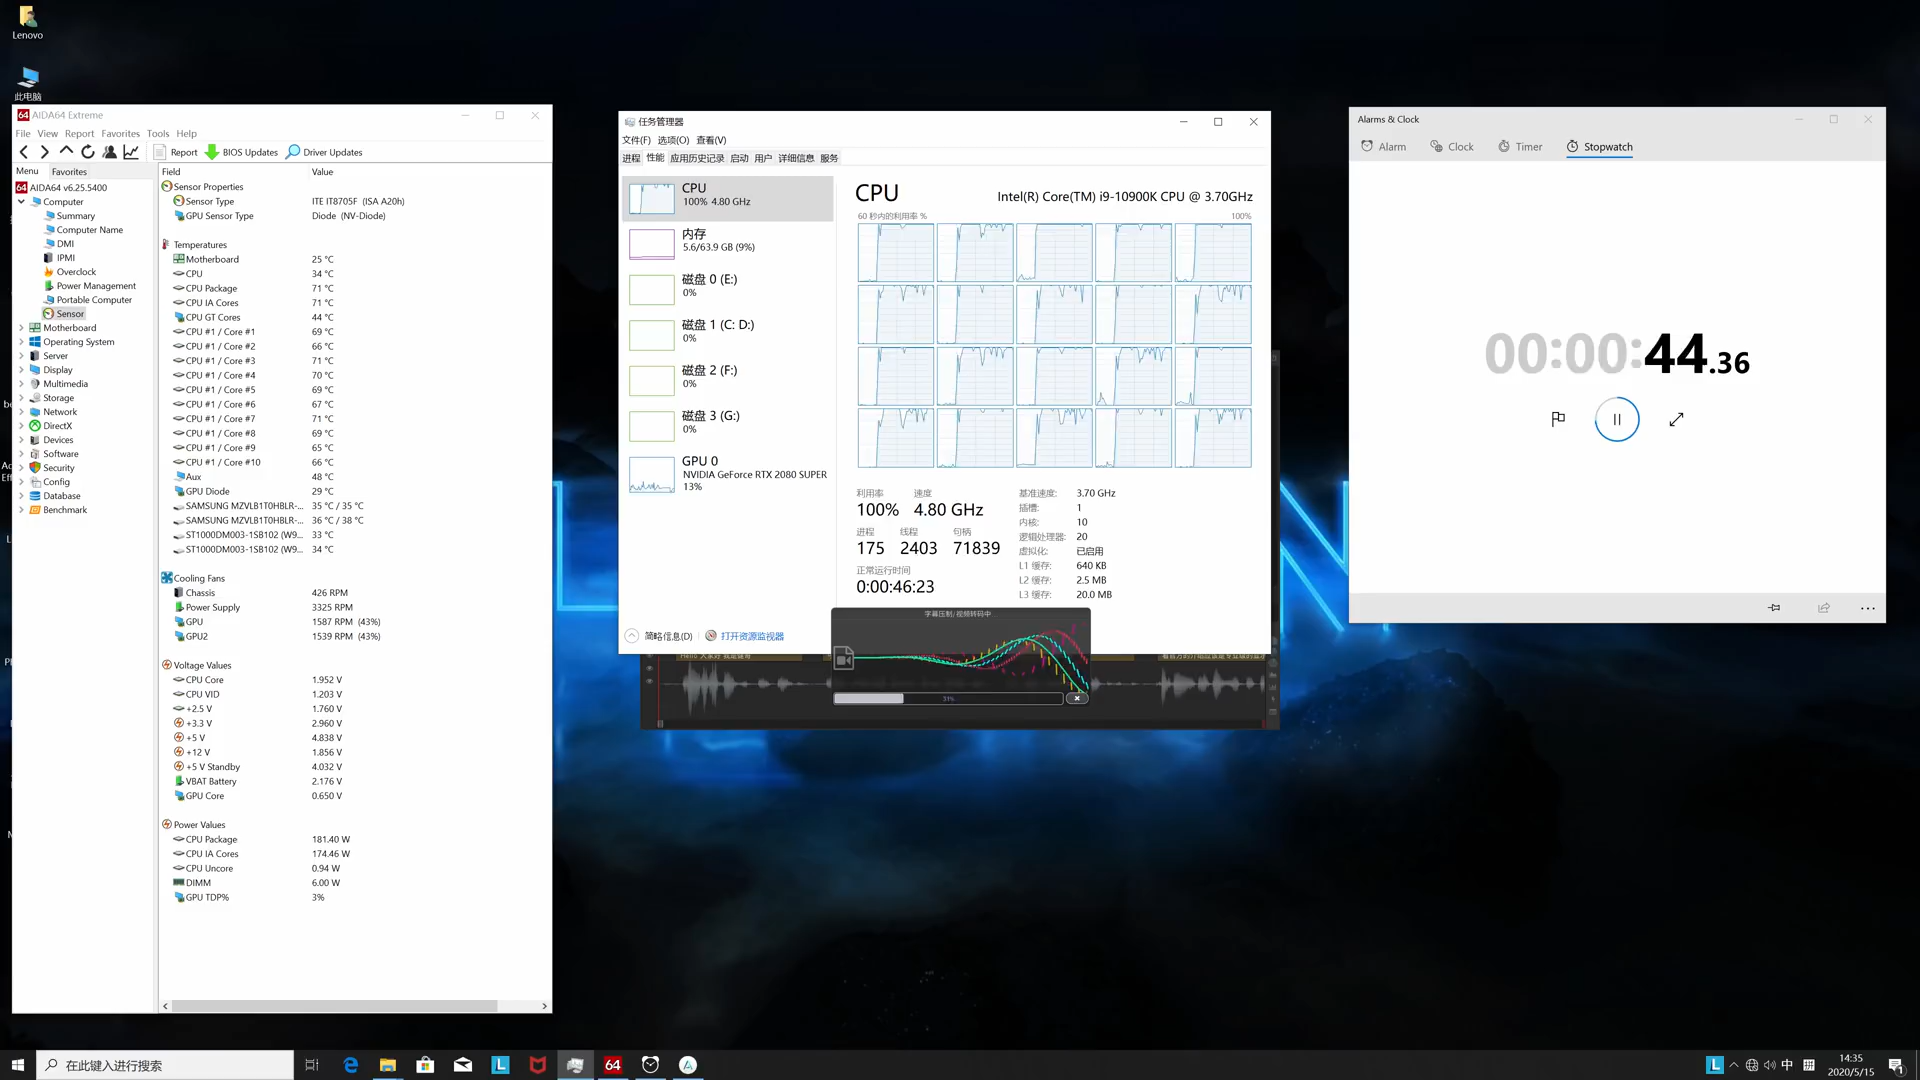 Lenovo
此电脑
AIDA64 Extreme
File View Report Favorites Tools Help
Report BIOS Updates Driver Updates
Menu Favorites
AIDA64 v6.25.5400
Computer
Summary
Computer Name
DMI
IPMI
Overclock
Power Management
Portable Computer
Sensor
Motherboard
Operating System
Server
Display
Multimedia
Storage
Network
DirectX
Devices
Software
Security
Config
Database
Benchmark
Field Value
Sensor Properties
Sensor Type ITE IT8705F (ISA A20h)
GPU Sensor Type Diode (NV-Diode)
Temperatures
Motherboard 25 °C
CPU 34 °C
CPU Package 71 °C
CPU IA Cores 71 °C
CPU GT Cores 44 °C
CPU #1 / Core #1 69 °C
CPU #1 / Core #2 66 °C
CPU #1 / Core #3 71 °C
CPU #1 / Core #4 70 °C
CPU #1 / Core #5 69 °C
CPU #1 / Core #6 67 °C
CPU #1 / Core #7 71 °C
CPU #1 / Core #8 69 °C
CPU #1 / Core #9 65 °C
CPU #1 / Core #10 66 °C
Aux 48 °C
GPU Diode 29 °C
SAMSUNG MZVLB1T0HBLR-... 35 °C / 35 °C
SAMSUNG MZVLB1T0HBLR-... 36 °C / 38 °C
ST1000DM003-1SB102 (W9... 33 °C
ST1000DM003-1SB102 (W9... 34 °C
Cooling Fans
Chassis 426 RPM
Power Supply 3325 RPM
GPU 1587 RPM (43%)
GPU2 1539 RPM (43%)
Voltage Values
CPU Core 1.952 V
CPU VID 1.203 V
+2.5 V 1.760 V
+3.3 V 2.960 V
+5 V 4.838 V
+12 V 1.856 V
+5 V Standby 4.032 V
VBAT Battery 2.176 V
GPU Core 0.650 V
Power Values
CPU Package 181.40 W
CPU IA Cores 174.46 W
CPU Uncore 0.94 W
DIMM 6.00 W
GPU TDP% 3%
任务管理器
文件(F) 选项(O) 查看(V)
进程 性能 应用历史记录 启动 用户 详细信息 服务
CPU
100% 4.80 GHz
内存
5.6/63.9 GB (9%)
磁盘 0 (E:)
0%
磁盘 1 (C: D:)
0%
磁盘 2 (F:)
0%
磁盘 3 (G:)
0%
GPU 0
NVIDIA GeForce RTX 2080 SUPER
13%
CPU Intel(R) Core(TM) i9-10900K CPU @ 3.70GHz
60 秒内的利用率 % 100%
利用率 速度
100% 4.80 GHz
进程 线程 句柄
175 2403 71839
正常运行时间
0:00:46:23
基准速度: 3.70 GHz
插槽: 1
内核: 10
逻辑处理器: 20
虚拟化: 已启用
L1 缓存: 640 KB
L2 缓存: 2.5 MB
L3 缓存: 20.0 MB
简略信息(D) 打开资源监视器
字幕压制/视频转码中
31%
Alarms & Clock
Alarm Clock Timer Stopwatch
00:00:44.36
在此键入进行搜索
64
中
14:35
2020/5/15